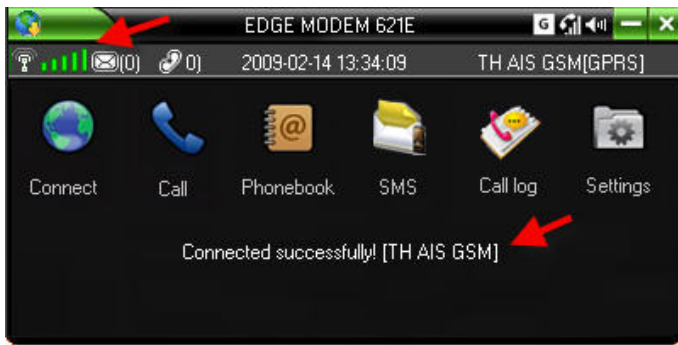 EDGE MODEM 621E G
(0) 0) 2009-02-14 13:34:09 TH AIS GSM[GPRS]
Connect Call Phonebook SMS Call log Settings
Connected successfully! [TH AIS GSM]